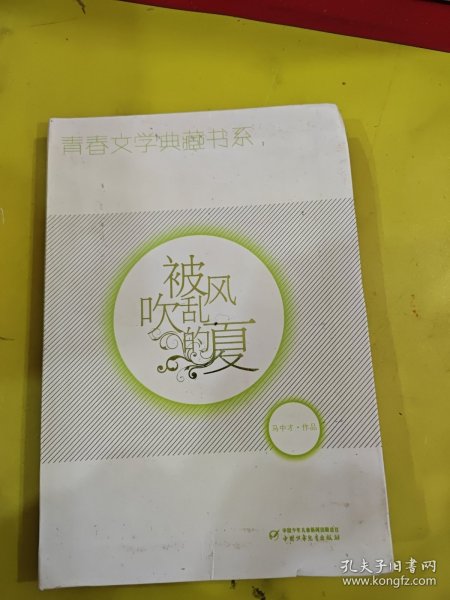 青春文学典藏书系
被风
吹乱
的夏
马中才·作品
中国少年儿童新闻出版总社
中国少年儿童出版社
孔夫子旧书网
www.kongfz.com